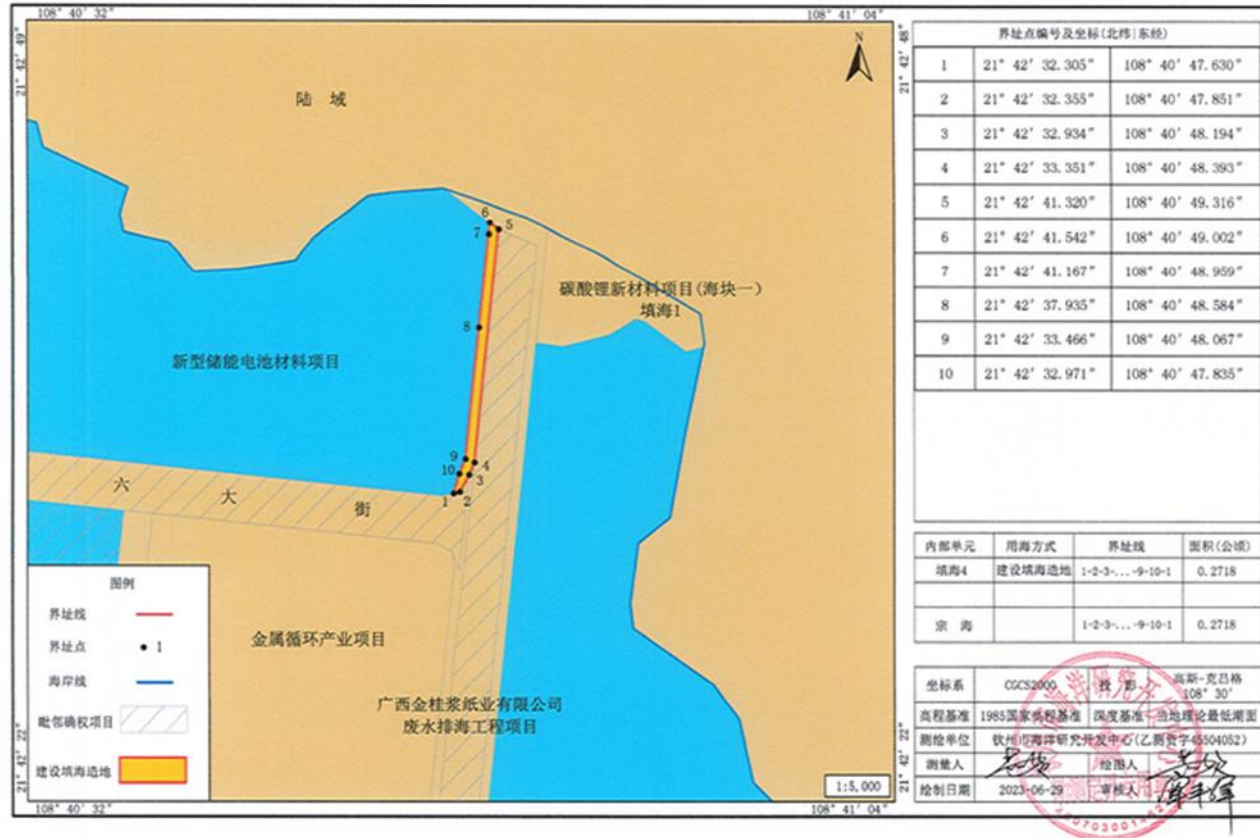 108° 40′ 32″
108° 41′ 04″
21° 42′ 49″
21° 42′ 48″
N
陆 域
6
5
7
碳酸锂新材料项目(海块一)
填海1
8
新型储能电池材料项目
9
4
10
3
1
2
六 大 街
金属循环产业项目
广西金桂浆纸业有限公司
废水排海工程项目
图例
界址线
界址点 1
海岸线
毗邻确权项目
建设填海造地
1:5,000
21° 42′ 22″
21° 42′ 22″
108° 40′ 32″
108° 41′ 04″
界址点编号及坐标(北纬|东经)
1 21° 42′ 32.305″ 108° 40′ 47.630″
2 21° 42′ 32.355″ 108° 40′ 47.851″
3 21° 42′ 32.934″ 108° 40′ 48.194″
4 21° 42′ 33.351″ 108° 40′ 48.393″
5 21° 42′ 41.320″ 108° 40′ 49.316″
6 21° 42′ 41.542″ 108° 40′ 49.002″
7 21° 42′ 41.167″ 108° 40′ 48.959″
8 21° 42′ 37.935″ 108° 40′ 48.584″
9 21° 42′ 33.466″ 108° 40′ 48.067″
10 21° 42′ 32.971″ 108° 40′ 47.835″
内部单元 用海方式 界址线 面积(公顷)
填海4 建设填海造地 1-2-3-...-9-10-1 0.2718
宗 海 1-2-3-...-9-10-1 0.2718
坐标系 CGCS2000 投 影 高斯-克吕格
108° 30′
高程基准 1985国家高程基准 深度基准 当地理论最低潮面
测绘单位 钦州市海洋研究开发中心(乙测资字45504052)
测量人 绘图人
绘制日期 2023-06-29 审核人